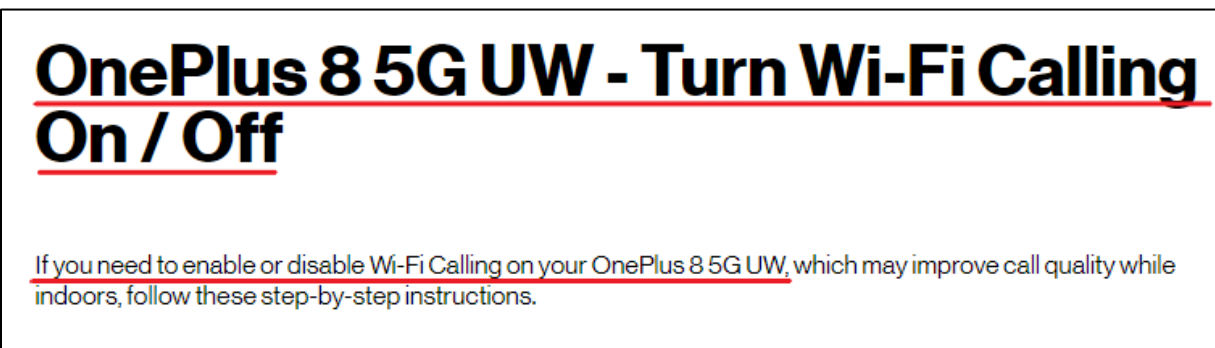 OnePlus 8 5G UW - Turn Wi-Fi Calling
On / Off
If you need to enable or disable Wi-Fi Calling on your OnePlus 8 5G UW, which may improve call quality while
indoors, follow these step-by-step instructions.